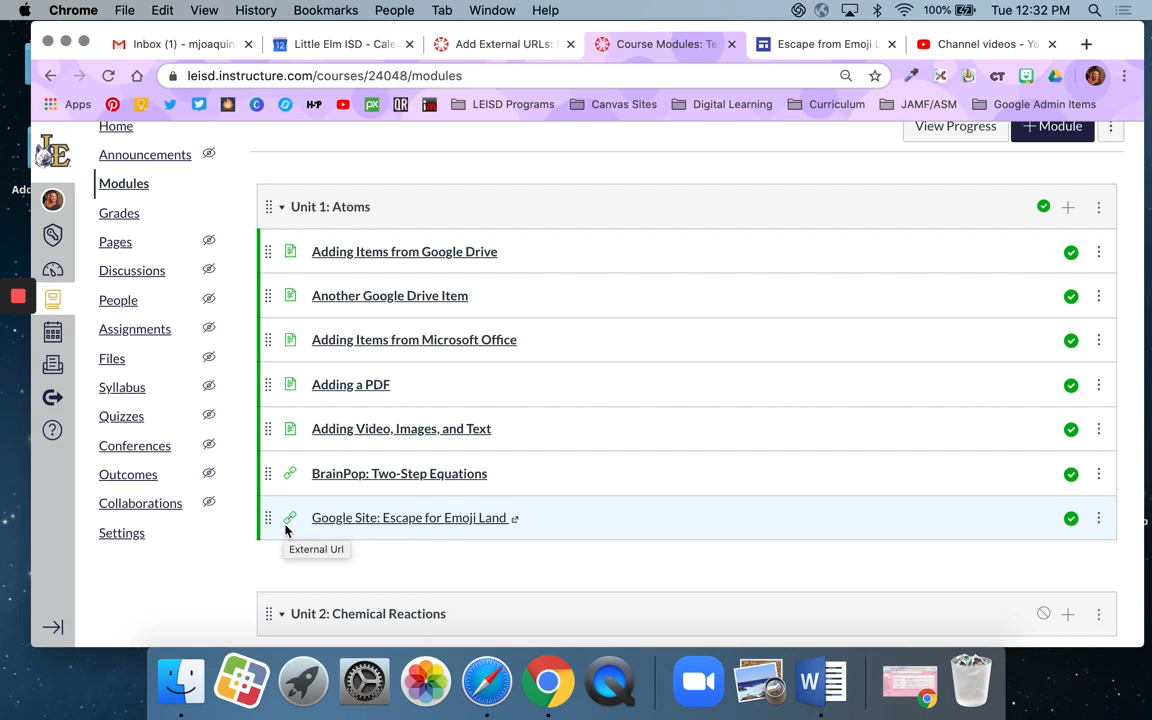 Chrome File Edit View History Bookmarks People Tab Window Help 100% Tue 12:32 PM
Inbox (1) - mjoaquin Little Elm ISD - Cale Add External URLs: Course Modules: Te Escape from Emoji L Channel videos - Yo
leisd.instructure.com/courses/24048/modules
Apps H+P px QR LEISD Programs Canvas Sites Digital Learning Curriculum JAMF/ASM Google Admin Items
Home
View Progress + Module
Announcements
Modules
Grades
Pages
Discussions
People
Assignments
Files
Syllabus
Quizzes
Conferences
Outcomes
Collaborations
Settings
Unit 1: Atoms
Adding Items from Google Drive
Another Google Drive Item
Adding Items from Microsoft Office
Adding a PDF
Adding Video, Images, and Text
BrainPop: Two-Step Equations
Google Site: Escape for Emoji Land
External Url
Unit 2: Chemical Reactions